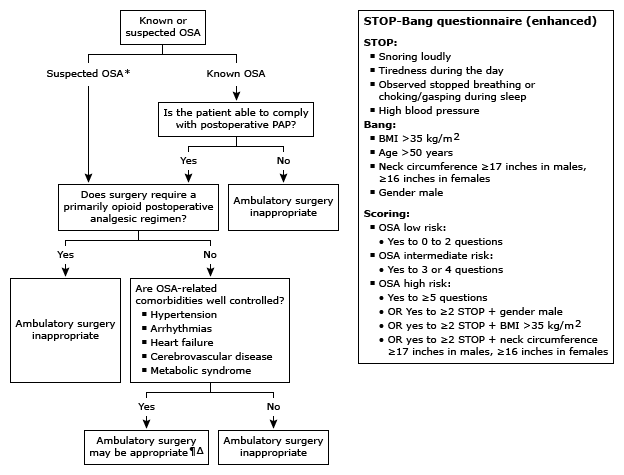 Known or
suspected OSA
Suspected OSA*
Known OSA
Is the patient able to comply
with postoperative PAP?
Yes
No
Does surgery require a
primarily opioid postoperative
analgesic regimen?
Ambulatory surgery
inappropriate
Yes
No
Ambulatory surgery
inappropriate
Are OSA-related
comorbidities well controlled?
▪ Hypertension
▪ Arrhythmias
▪ Heart failure
▪ Cerebrovascular disease
▪ Metabolic syndrome
Yes
No
Ambulatory surgery
may be appropriate¶Δ
Ambulatory surgery
inappropriate
STOP-Bang questionnaire (enhanced)
STOP:
▪ Snoring loudly
▪ Tiredness during the day
▪ Observed stopped breathing or
choking/gasping during sleep
▪ High blood pressure
Bang:
▪ BMI >35 kg/m²
▪ Age >50 years
▪ Neck circumference ≥17 inches in males,
≥16 inches in females
▪ Gender male
Scoring:
▪ OSA low risk:
• Yes to 0 to 2 questions
▪ OSA intermediate risk:
• Yes to 3 or 4 questions
▪ OSA high risk:
• Yes to ≥5 questions
• OR Yes to ≥2 STOP + gender male
• OR yes to ≥2 STOP + BMI >35 kg/m²
• OR yes to ≥2 STOP + neck circumference
≥17 inches in males, ≥16 inches in females